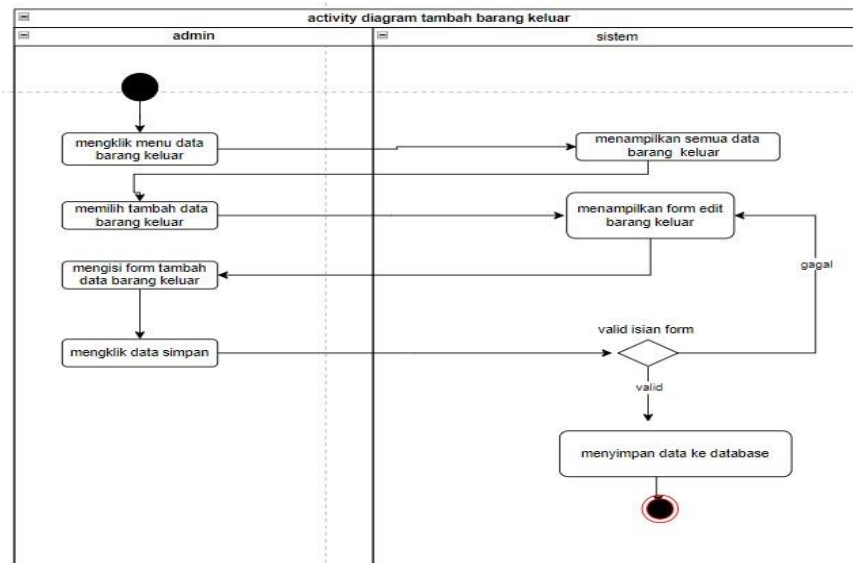 activity diagram tambah barang keluar
admin
sistem
mengklik menu data
barang keluar
menampilkan semua data
barang keluar
memilih tambah data
barang keluar
menampilkan form edit
barang keluar
mengisi form tambah
data barang keluar
gagal
valid isian form
mengklik data simpan
valid
menyimpan data ke database